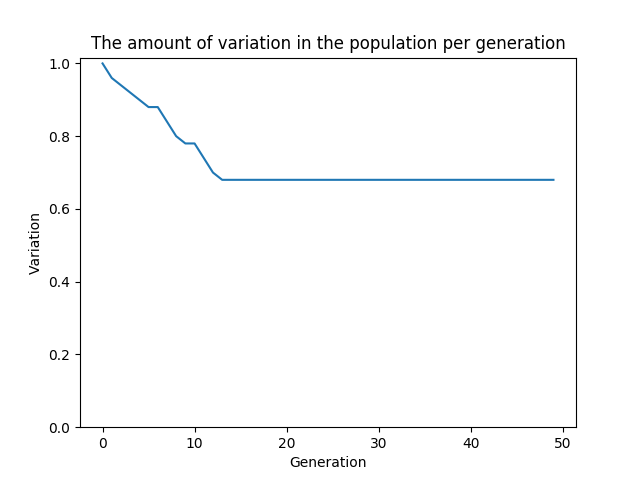 The amount of variation in the population per generation
1.0
0.8
0.6
0.4
0.2
0.0
Variation
0 10 20 30 40 50
Generation